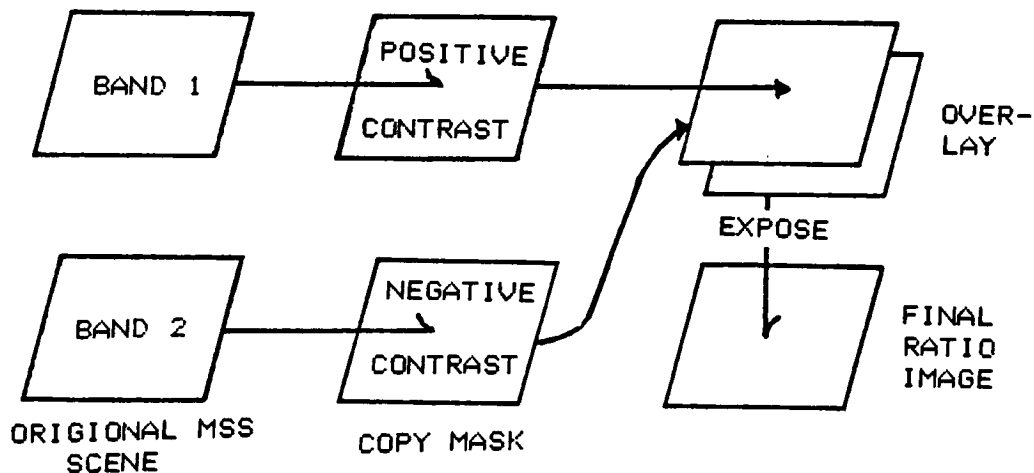 BAND 1
POSITIVE
CONTRAST
OVER-
LAY
EXPOSE
BAND 2
NEGATIVE
CONTRAST
FINAL
RATIO
IMAGE
ORIGIONAL MSS
SCENE
COPY MASK